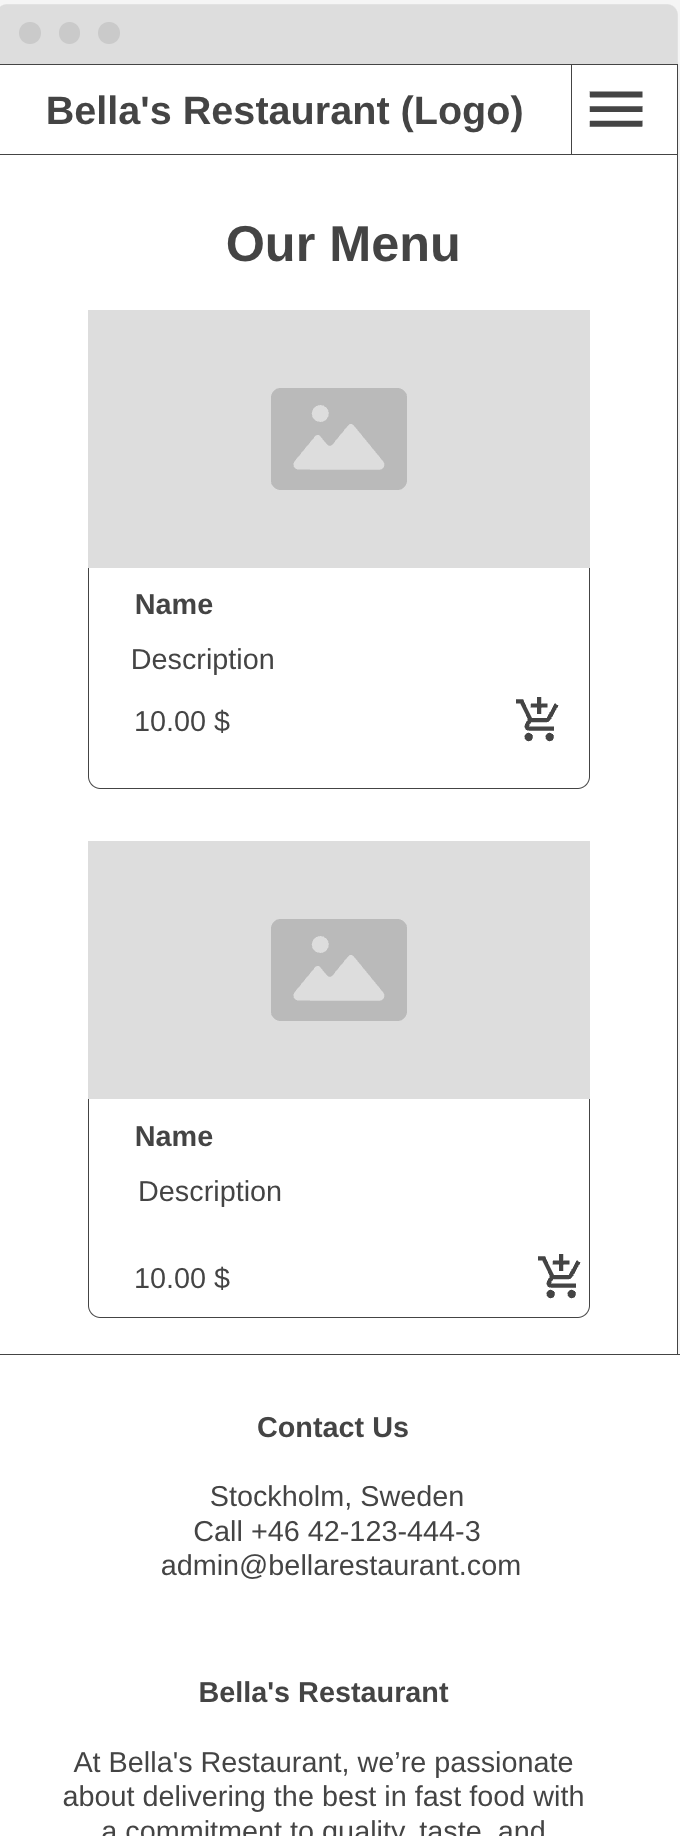 Bella's Restaurant (Logo)
Our Menu
Name
Description
10.00 $
Name
Description
10.00 $
Contact Us
Stockholm, Sweden
Call +46 42-123-444-3
admin@bellarestaurant.com
Bella's Restaurant
At Bella's Restaurant, we’re passionate
about delivering the best in fast food with
a commitment to quality, taste, and